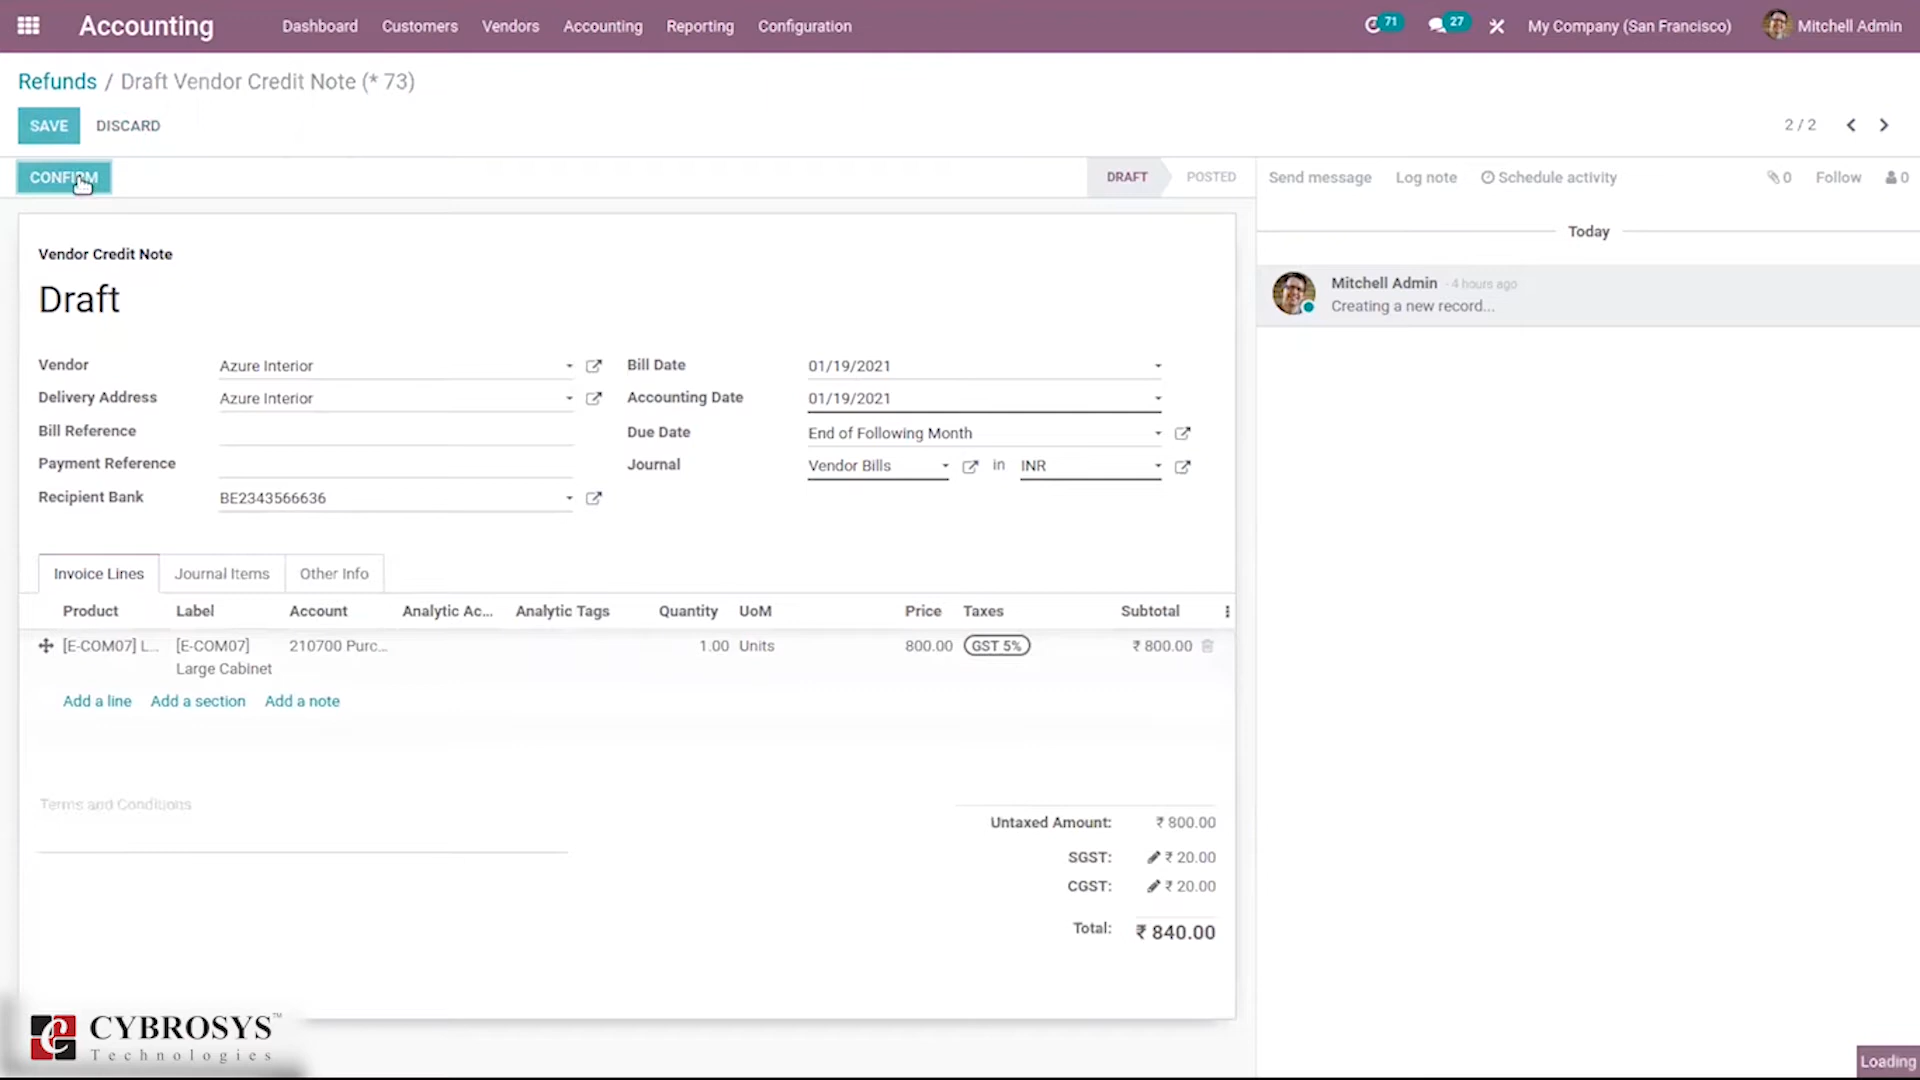 Accounting Dashboard Customers Vendors Accounting Reporting Configuration 71 27 My Company (San Francisco) Mitchell Admin
Refunds / Draft Vendor Credit Note (* 73)
SAVE DISCARD 2 / 2
CONFIRM DRAFT POSTED Send message Log note Schedule activity 0 Follow 0
Today
Vendor Credit Note
Draft
Mitchell Admin - 4 hours ago
Creating a new record...
Vendor Azure Interior Bill Date 01/19/2021
Delivery Address Azure Interior Accounting Date 01/19/2021
Bill Reference Due Date End of Following Month
Payment Reference Journal Vendor Bills in INR
Recipient Bank BE2343566636
Invoice Lines Journal Items Other Info
Product Label Account Analytic Ac... Analytic Tags Quantity UoM Price Taxes Subtotal
[E-COM07] L... [E-COM07] 210700 Purc... 1.00 Units 800.00 GST 5% ₹ 800.00
Large Cabinet
Add a line Add a section Add a note
Terms and Conditions
Untaxed Amount: ₹ 800.00
SGST: ₹ 20.00
CGST: ₹ 20.00
Total: ₹ 840.00
CYBROSYS™
Technologies
Loading